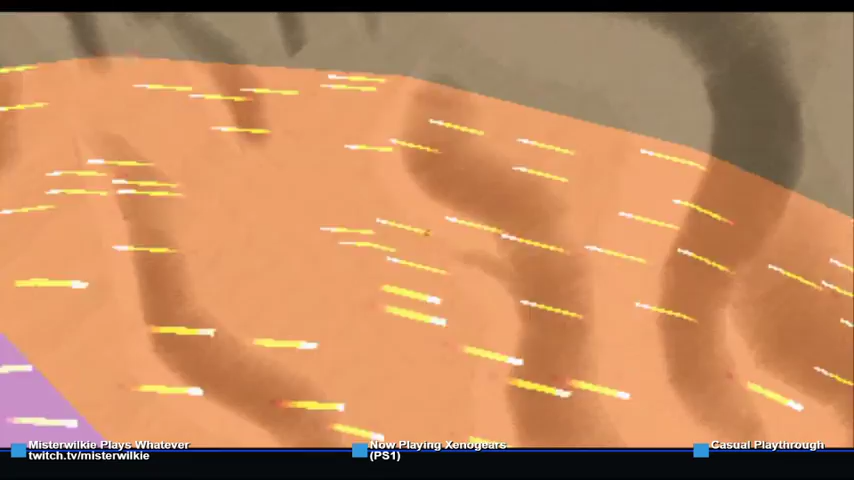 Misterwilkie Plays Whatever
twitch.tv/misterwilkie
Now Playing Xenogears
(PS1)
Casual Playthrough